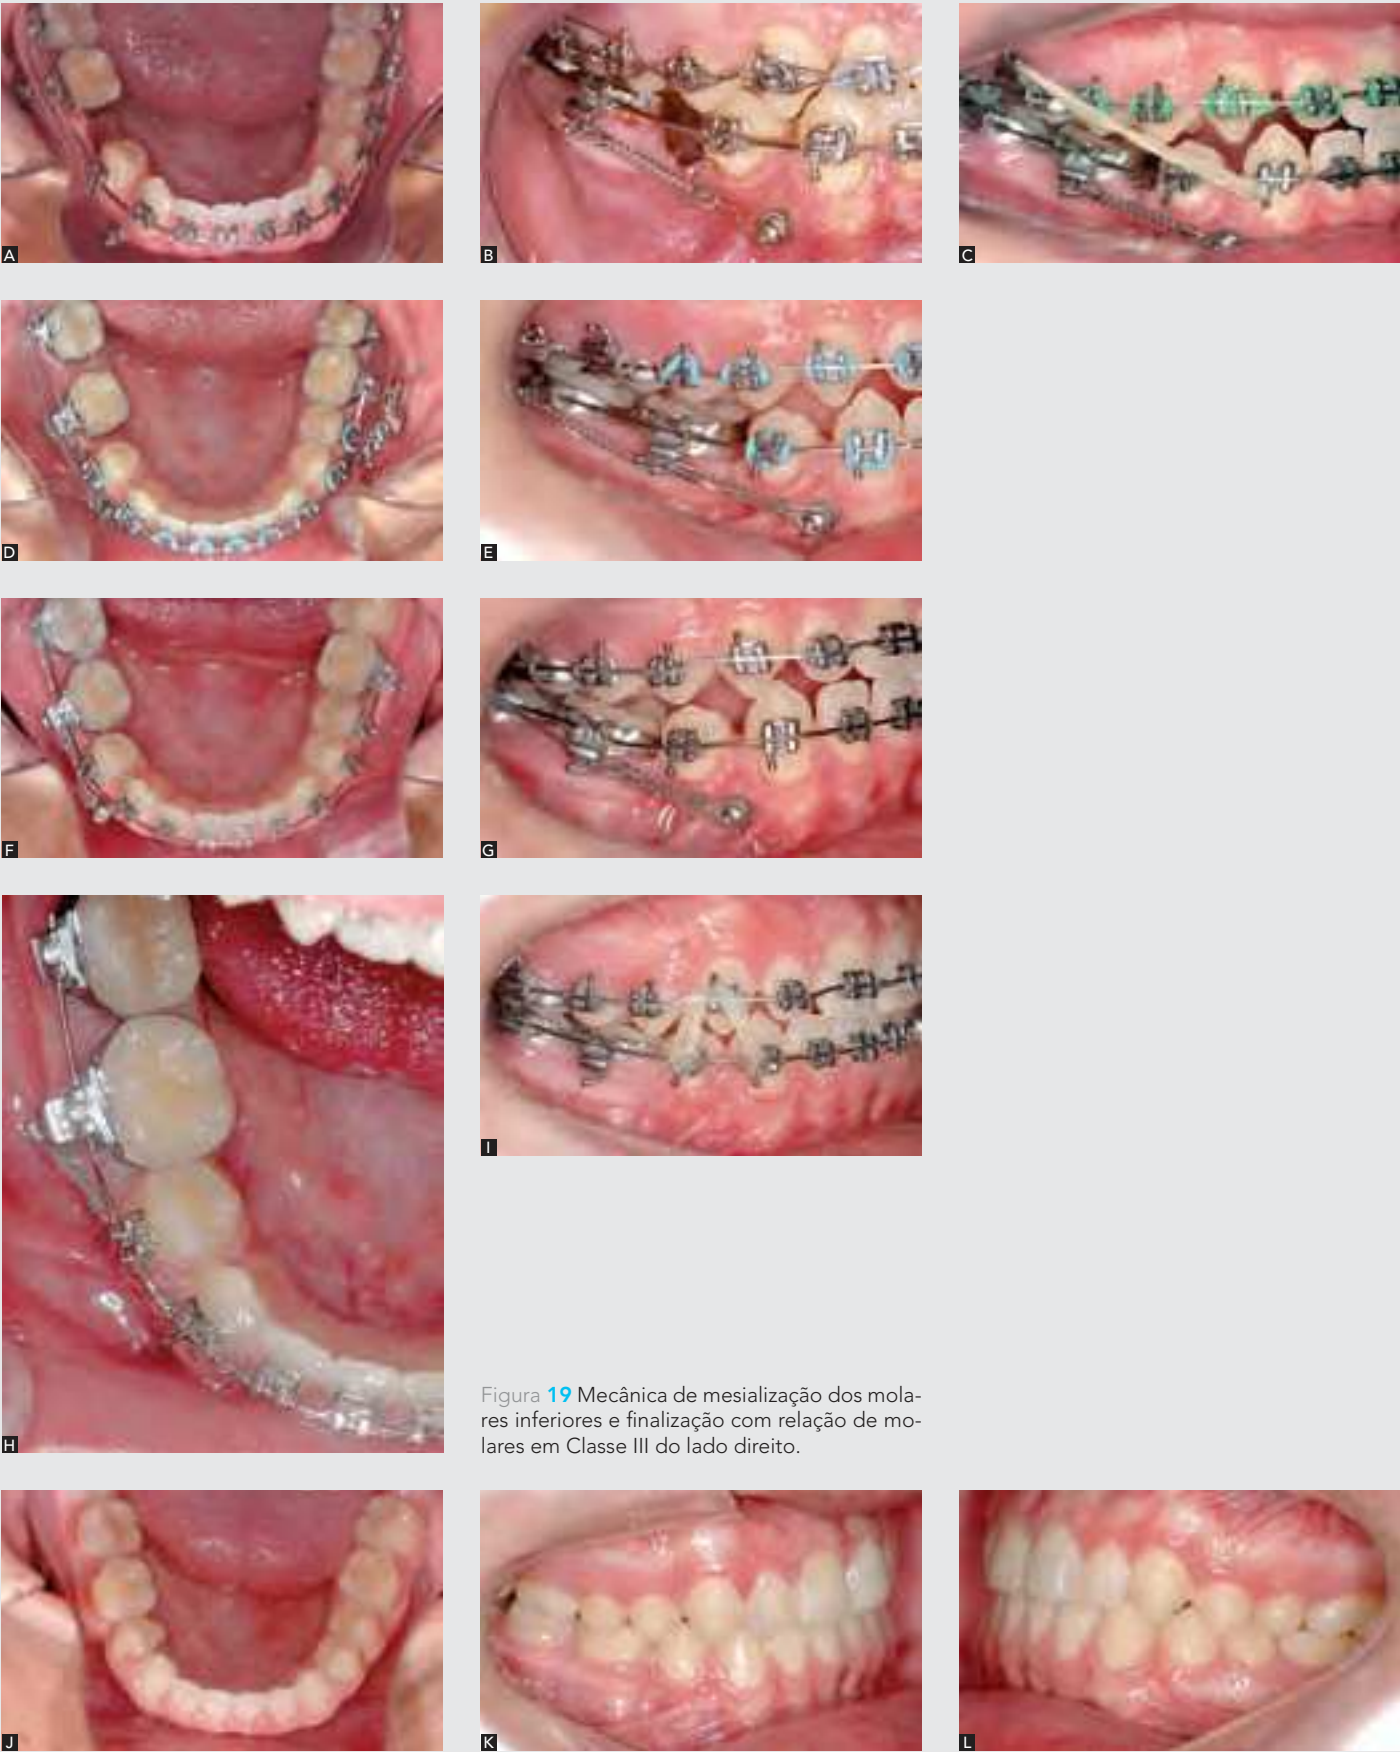 A
B
C
D
E
F
G
H
I
Figura 19 Mecânica de mesialização dos mola-
res inferiores e finalização com relação de mo-
lares em Classe III do lado direito.
J
K
L